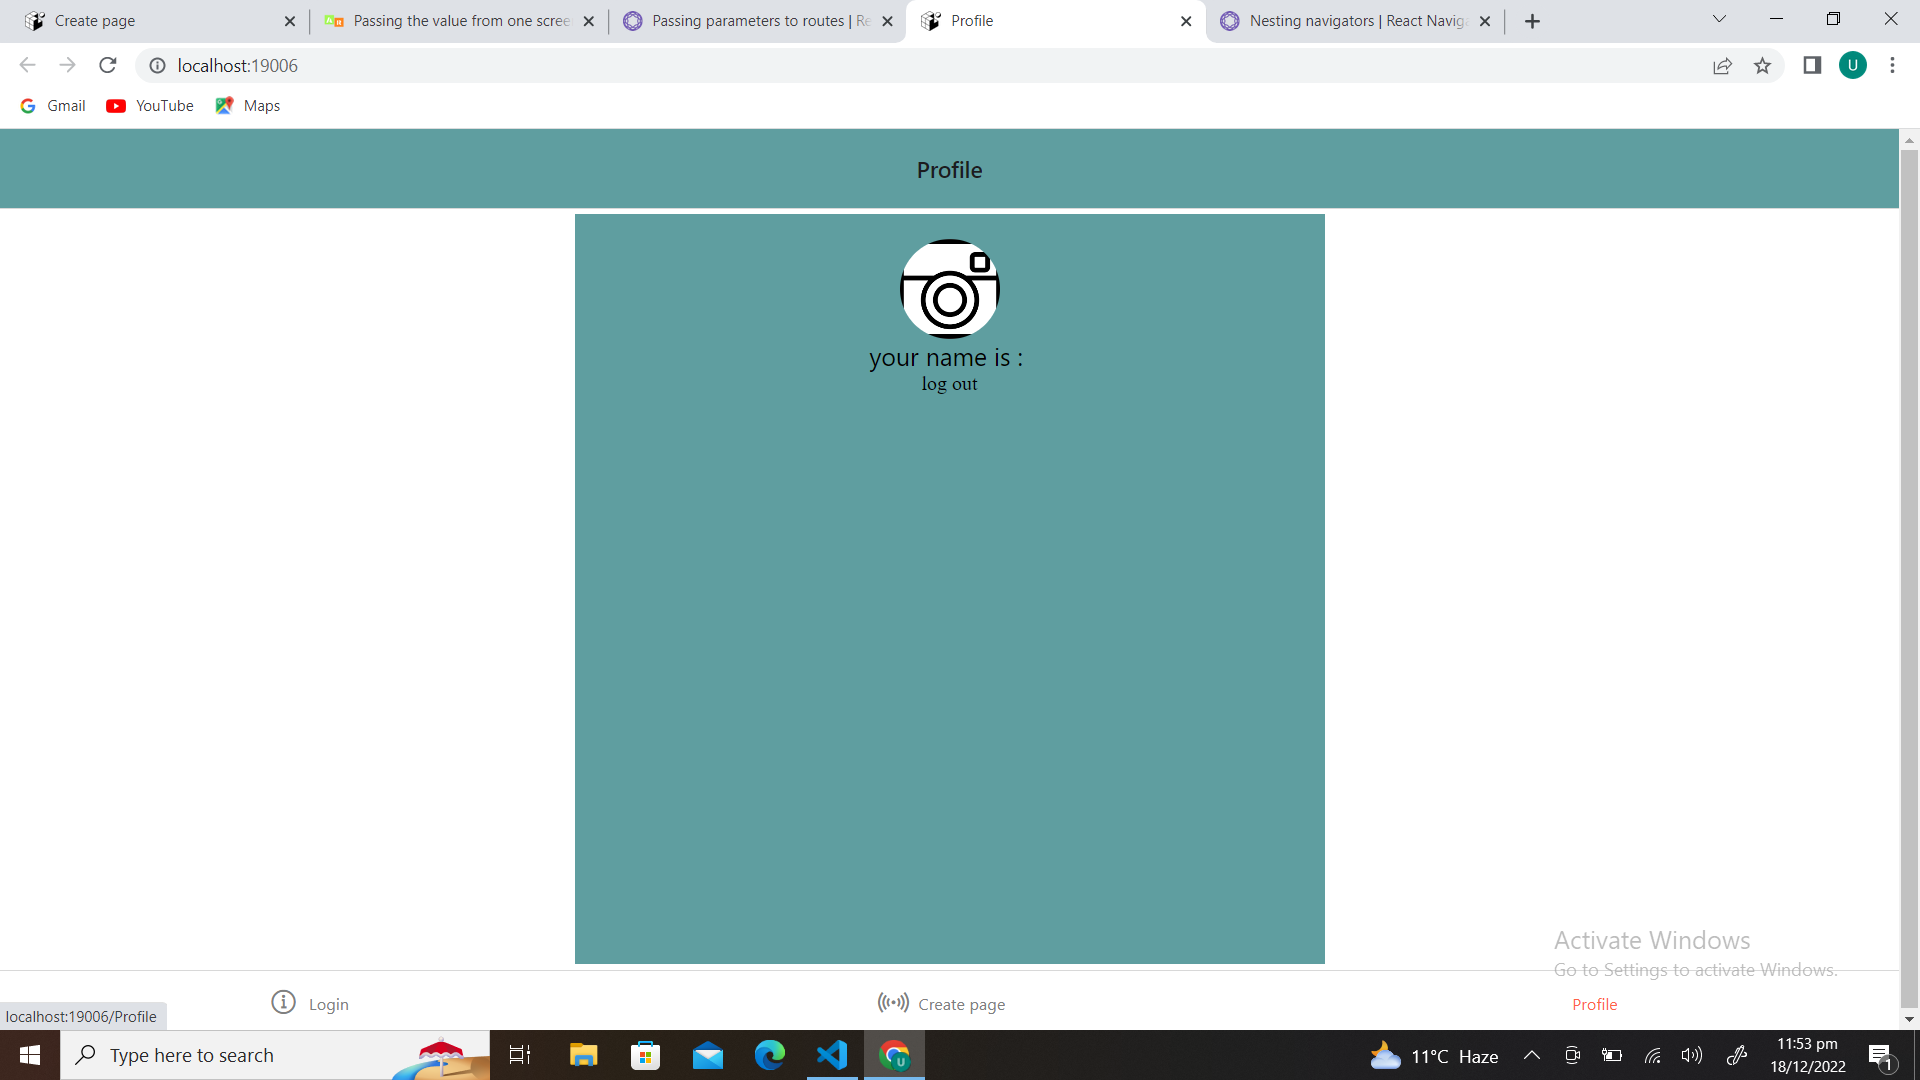 Create page
Passing the value from one scree
Passing parameters to routes | Re
Profile
Nesting navigators | React Naviga
localhost:19006
U
Gmail
YouTube
Maps
Profile
your name is :
log out
Activate Windows
Go to Settings to activate Windows.
Login
Create page
Profile
localhost:19006/Profile
Type here to search
U
11°C Haze
11:53 pm
18/12/2022
1